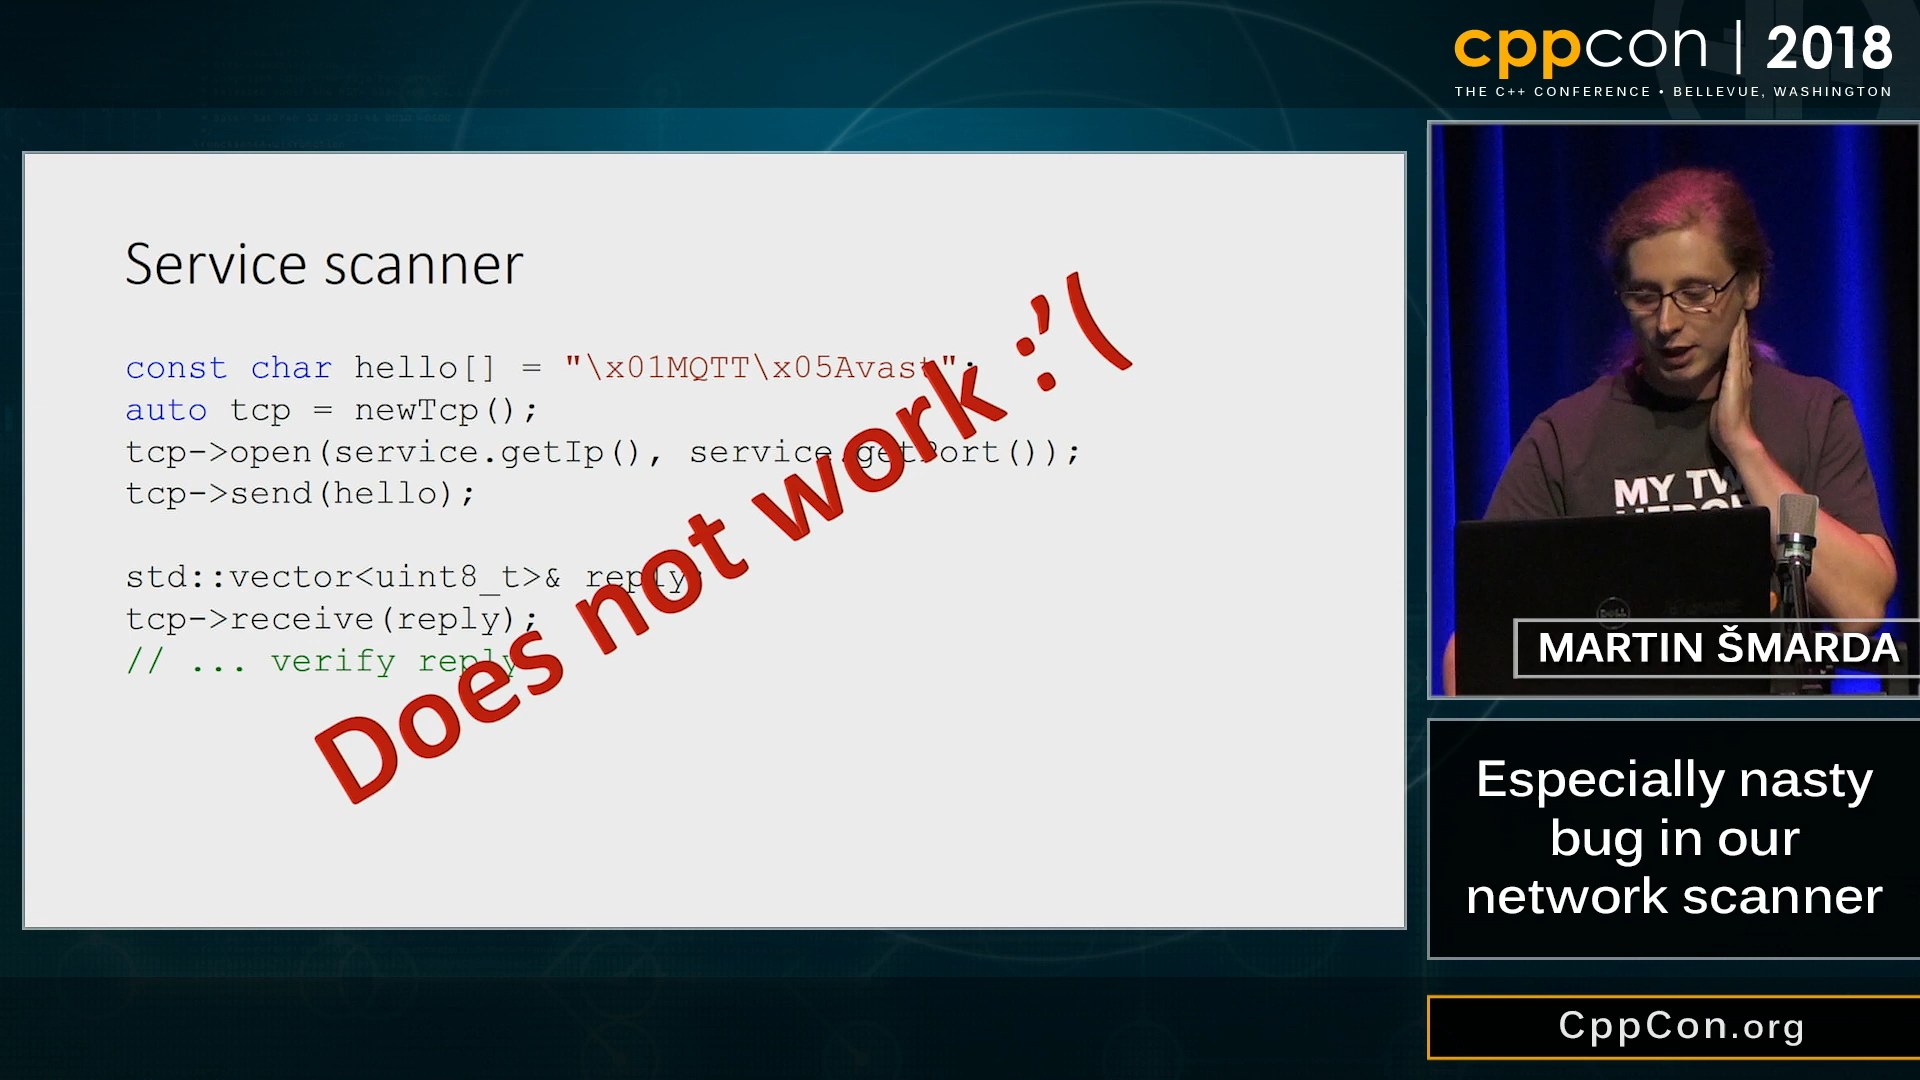 cppcon | 2018
THE C++ CONFERENCE • BELLEVUE, WASHINGTON
Service scanner
const char hello[] = "\x01MQTT\x05Avast";
auto tcp = newTcp();
tcp->open(service.getIp(), service.getPort());
tcp->send(hello);
std::vector<uint8_t>& reply;
tcp->receive(reply);
// ... verify reply
Does not work :'(
MY TW
DELL
MARTIN ŠMARDA
Especially nasty
bug in our
network scanner
CppCon.org